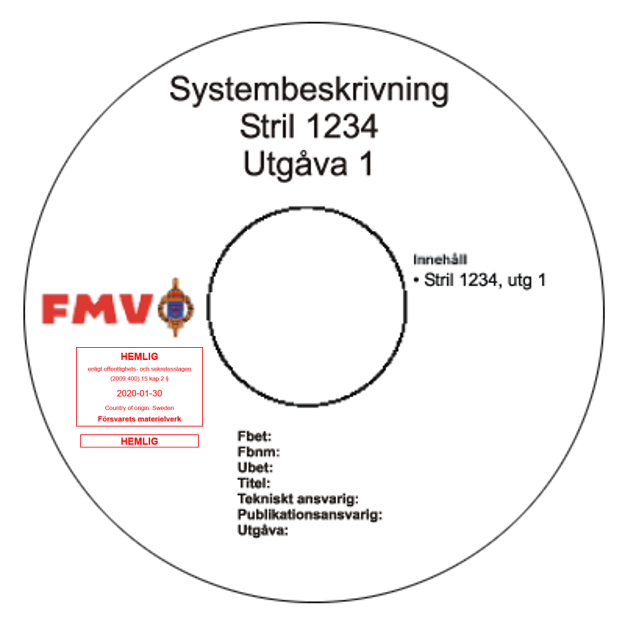 Systembeskrivning
Stril 1234
Utgåva 1
Innehåll
• Stril 1234, utg 1
FMV
HEMLIG
enligt offentlighets- och sekretesslagen
(2009:400) 15 kap 2 §
2020-01-30
Country of origin: Sweden
Försvarets materielverk
HEMLIG
Fbet:
Fbnm:
Ubet:
Titel:
Tekniskt ansvarig:
Publikationsansvarig:
Utgåva: